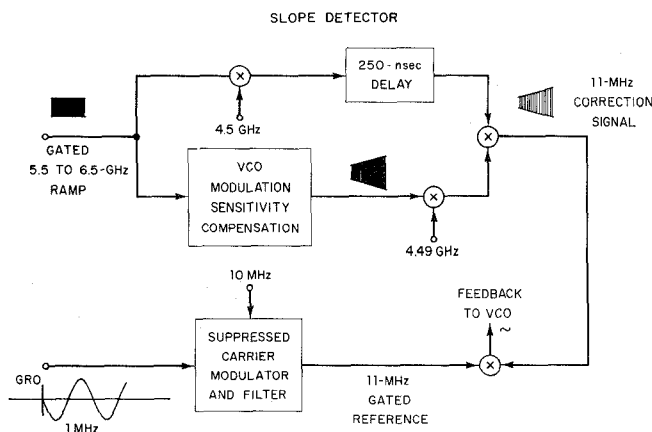 SLOPE DETECTOR
250-nsec
DELAY
11-MHz
CORRECTION
SIGNAL
4.5 GHz
GATED
5.5 TO 6.5-GHz
RAMP
VCO
MODULATION
SENSITIVITY
COMPENSATION
4.49 GHz
10 MHz
FEEDBACK
TO VCO
~
SUPPRESSED
CARRIER
MODULATOR
AND FILTER
GRO
1 MHz
11-MHz
GATED
REFERENCE